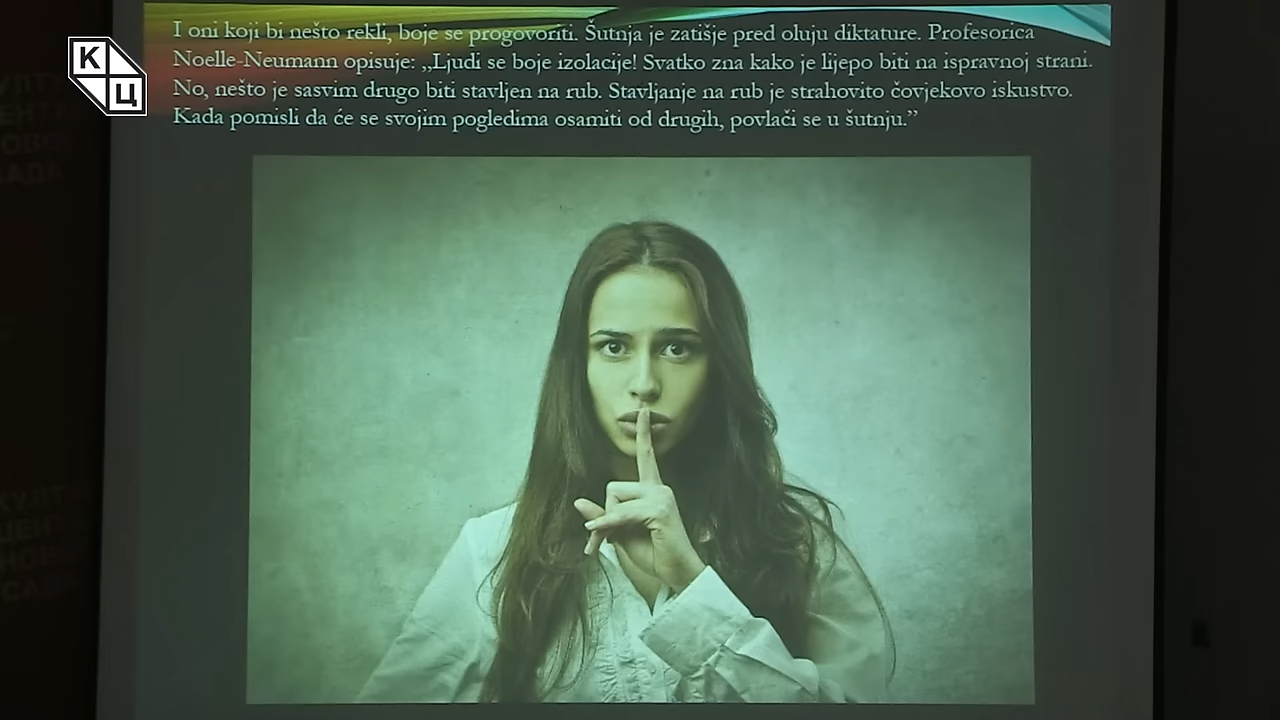 I oni koji bi nešto rekli, boje se progovoriti. Šutnja je zatišje pred oluju diktature. Profesorica
Noelle-Neumann opisuje: „Ljudi se boje izolacije! Svatko zna kako je lijepo biti na ispravnoj strani.
No, nešto je sasvim drugo biti stavljen na rub. Stavljanje na rub je strahovito čovjekovo iskustvo.
Kada pomisli da će se svojim pogledima osamiti od drugih, povlači se u šutnju.”
К
Ц